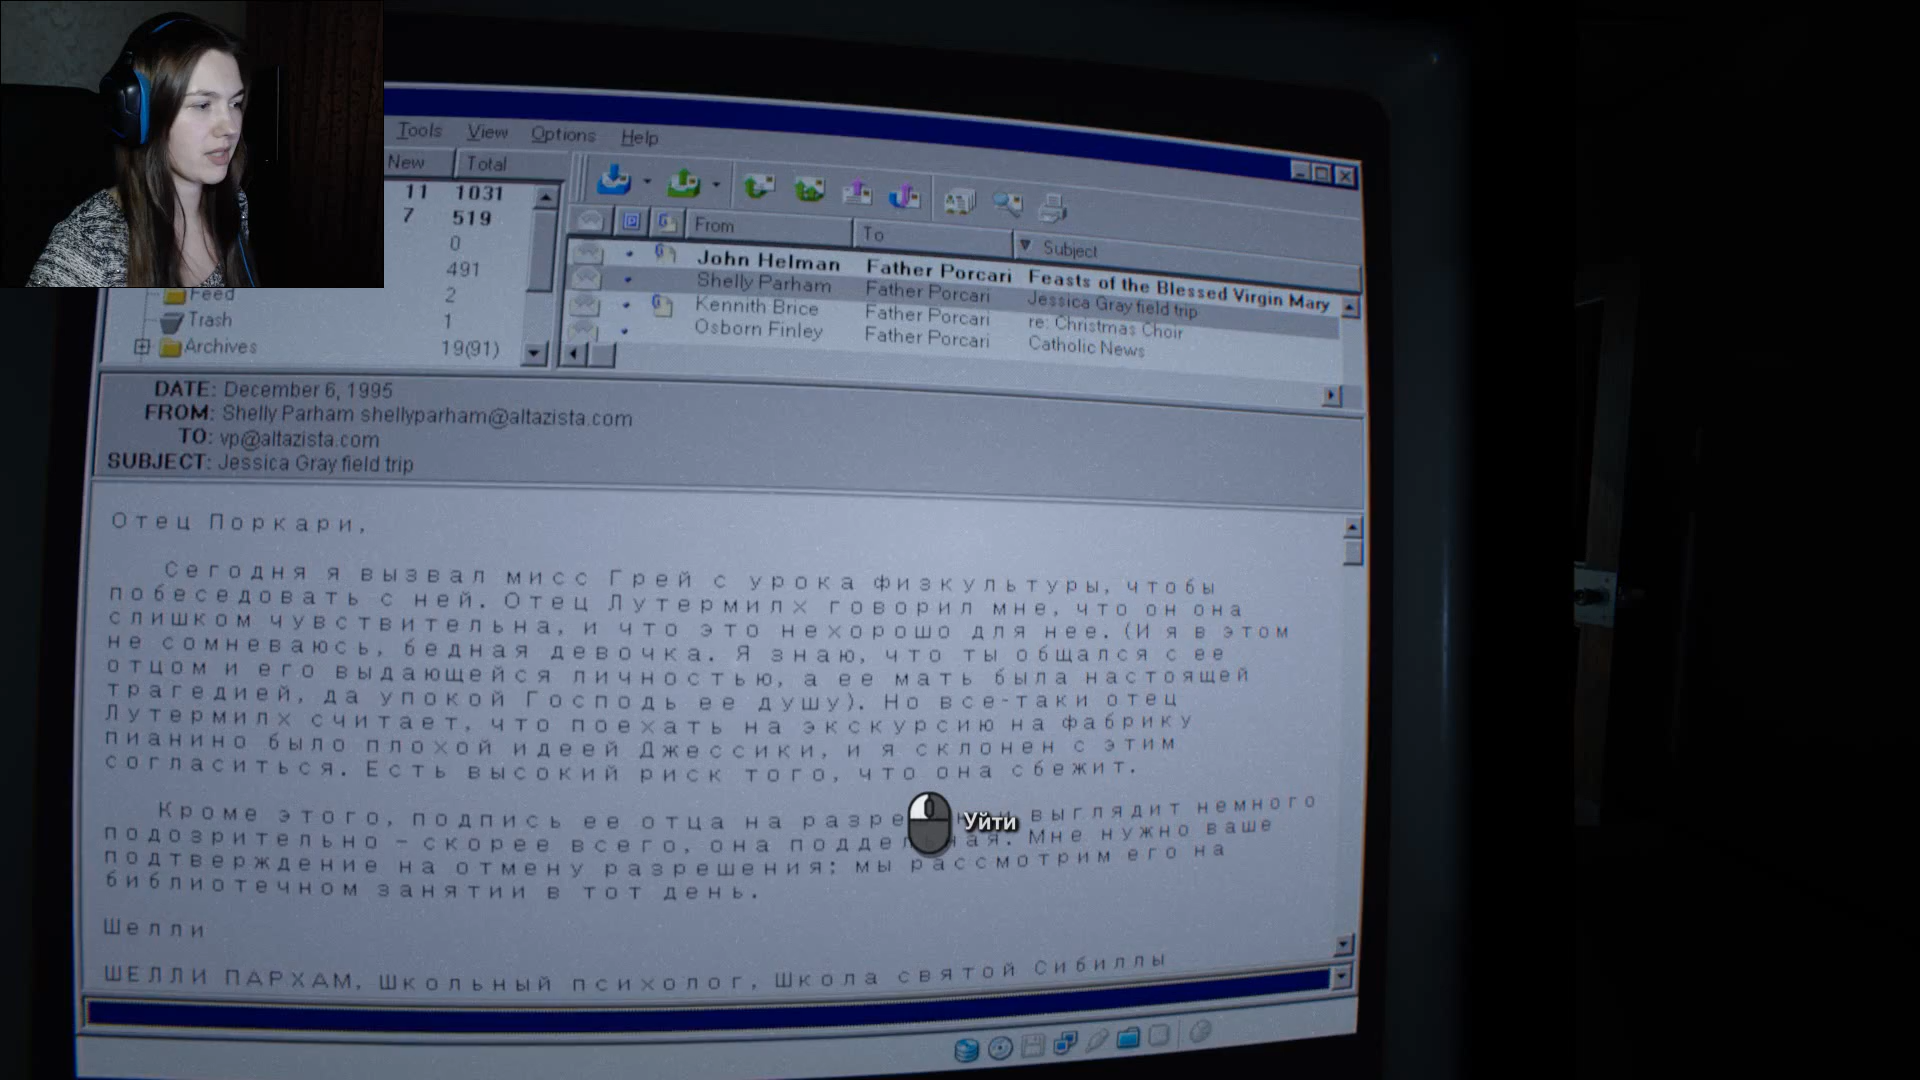 Tools View Options Help
New Total
11 1031
7 519
0
491
Feed 2
Trash 1
Archives 19(91)
From To Subject
John Helman Father Porcari Feasts of the Blessed Virgin Mary
Shelly Parham Father Porcari Jessica Gray field trip
Kennith Brice Father Porcari re: Christmas Choir
Osborn Finley Father Porcari Catholic News
DATE: December 6, 1995
FROM: Shelly Parham shellyparham@altazista.com
TO: vp@altazista.com
SUBJECT: Jessica Gray field trip
Отец Поркари,
Сегодня я вызвал мисс Грей с урока физкультуры, чтобы
побеседовать с ней. Отец Лутермилх говорил мне, что он она
слишком чувствительна, и что это нехорошо для нее. (И я в этом
не сомневаюсь, бедная девочка. Я знаю, что ты общался с ее
отцом и его выдающейся личностью, а ее мать была настоящей
трагедией, да упокой Господь ее душу). Но все-таки отец
Лутермилх считает, что поехать на экскурсию на фабрику
пианино было плохой идеей Джессики, и я склонен с этим
согласиться. Есть высокий риск того, что она сбежит.
Кроме этого, подпись ее отца на выглядит немного
подозрительно – скорее всего, она поддельная. Мне нужно ваше
подтверждение на отмену разрешения; мы рассмотрим его на
библиотечном занятии в тот день.
Уйти
Шелли
ШЕЛЛИ ПАРХАМ, Школьный психолог, Школа святой Сибиллы